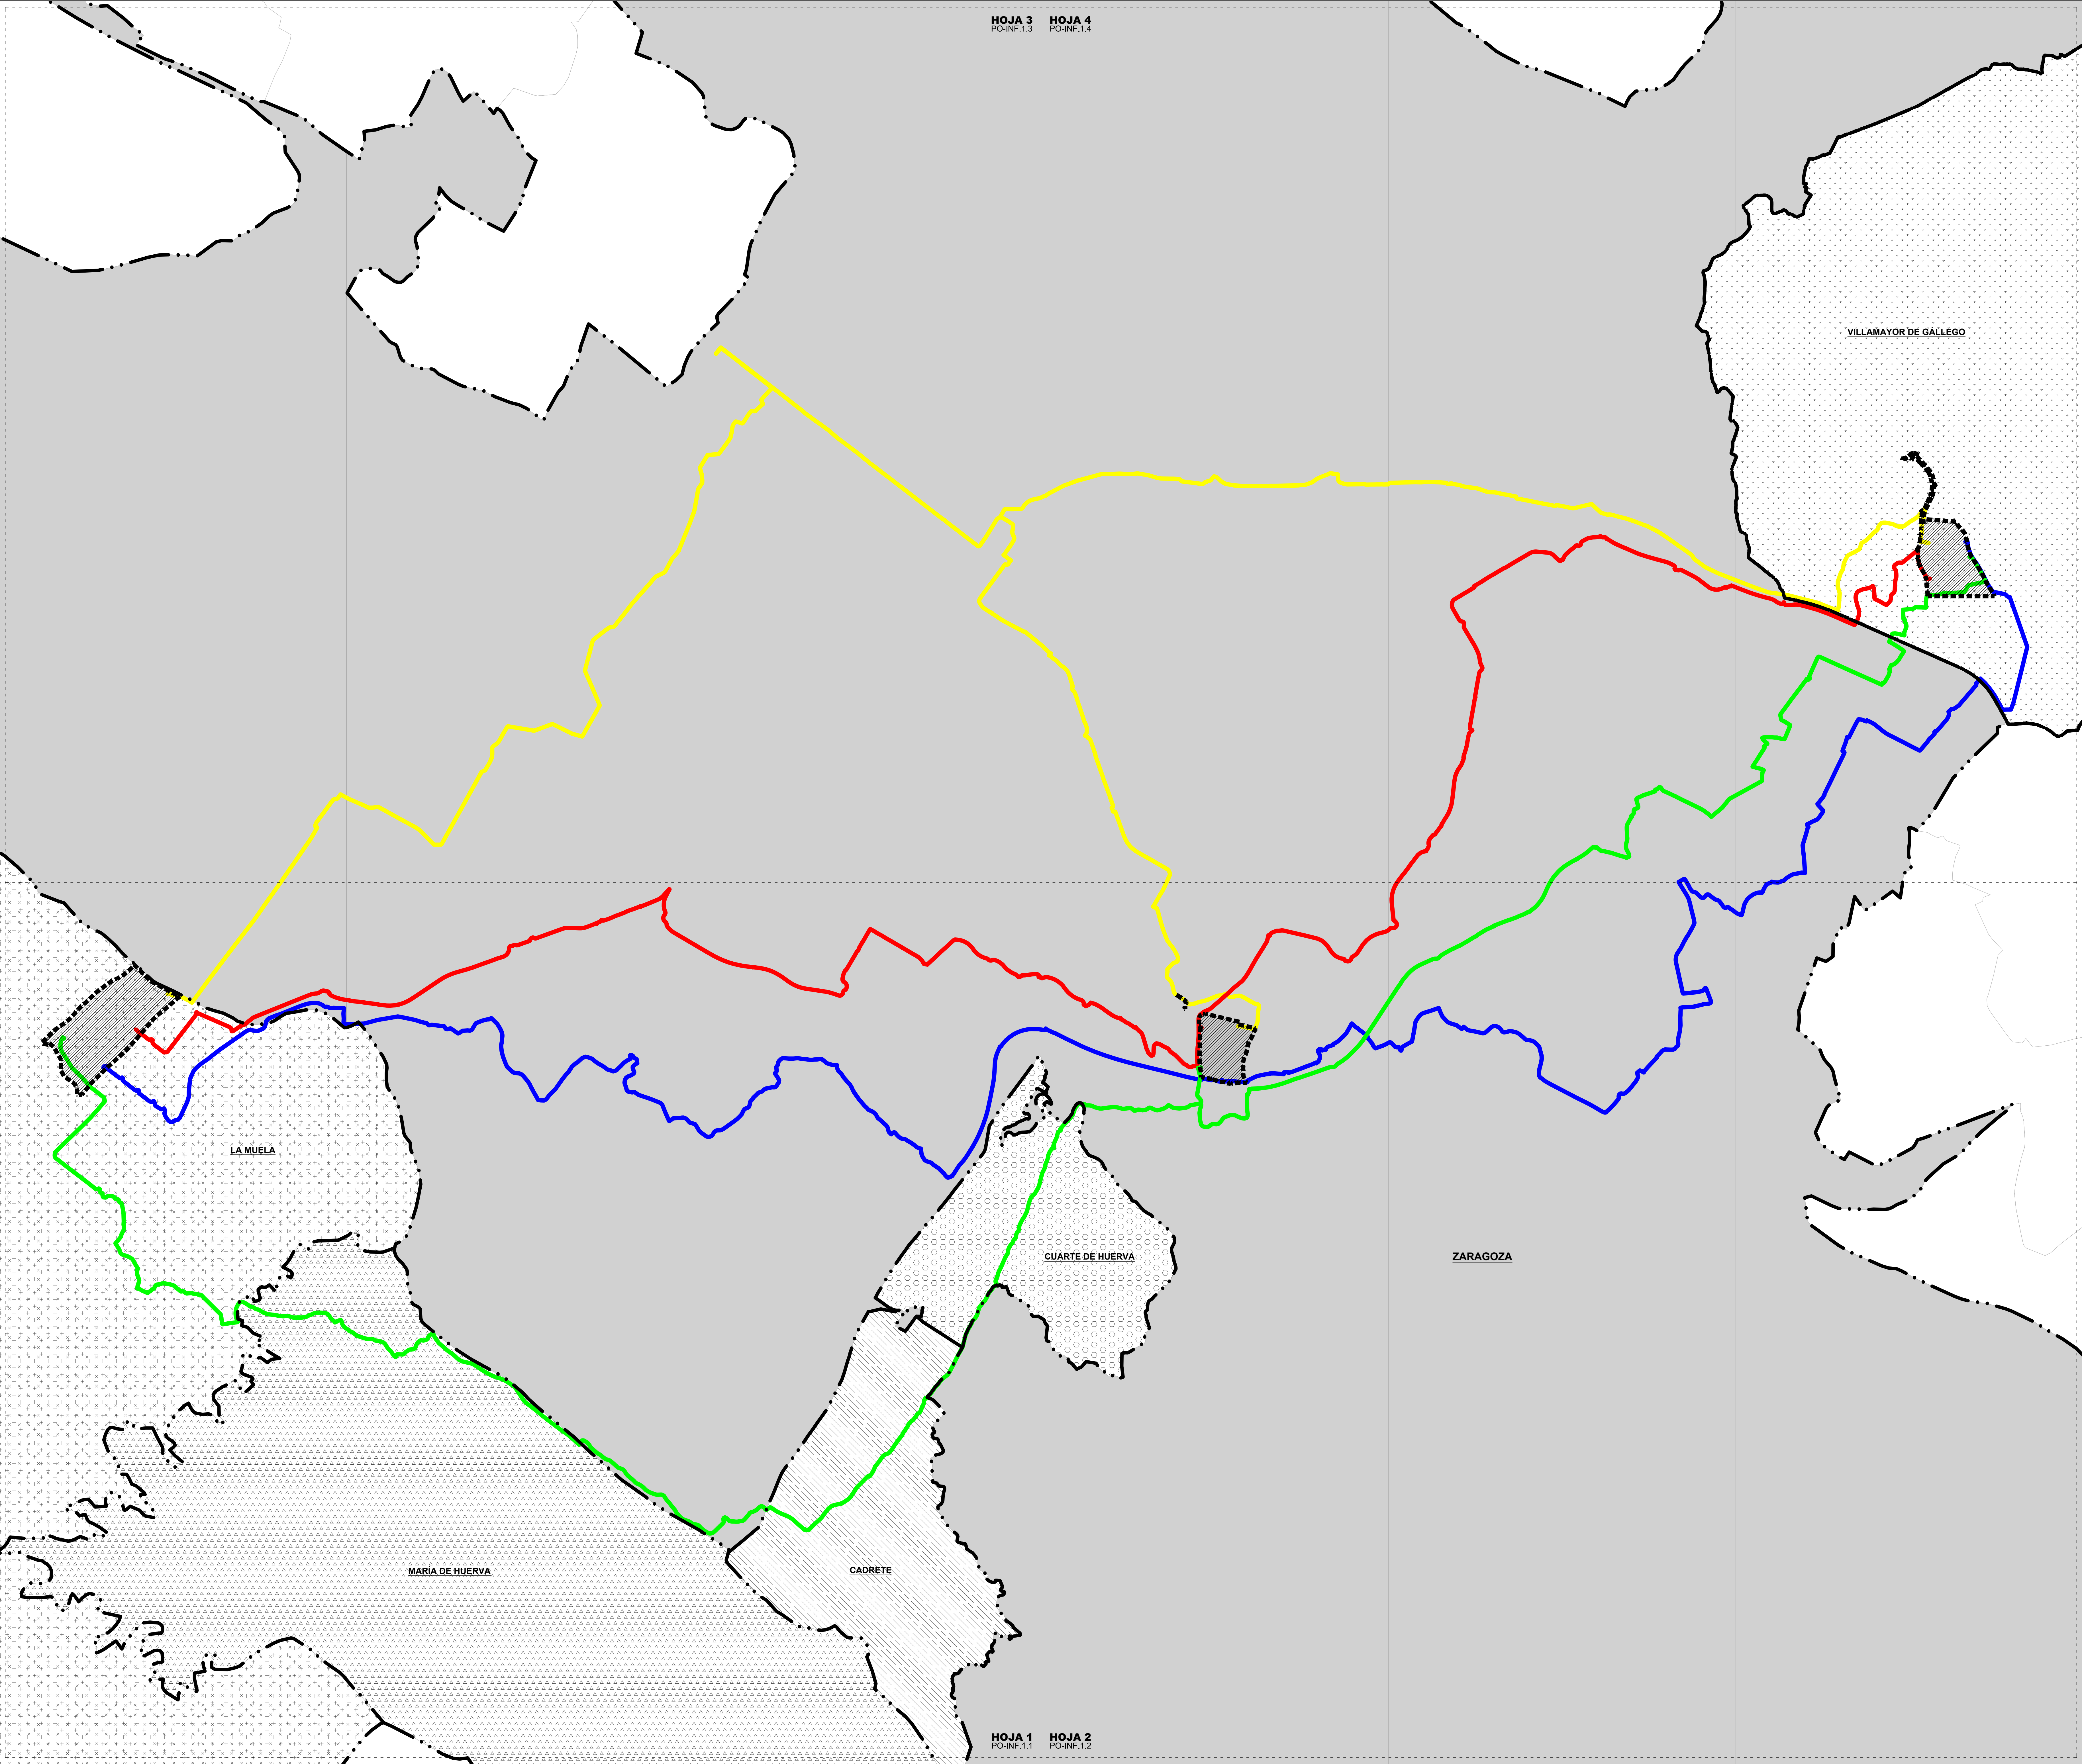 HOJA 3
PO-INF.1.3
HOJA 4
PO-INF.1.4
VILLAMAYOR DE GÁLLEGO
LA MUELA
CUARTE DE HUERVA
ZARAGOZA
MARÍA DE HUERVA
CADRETE
HOJA 1
PO-INF.1.1
HOJA 2
PO-INF.1.2